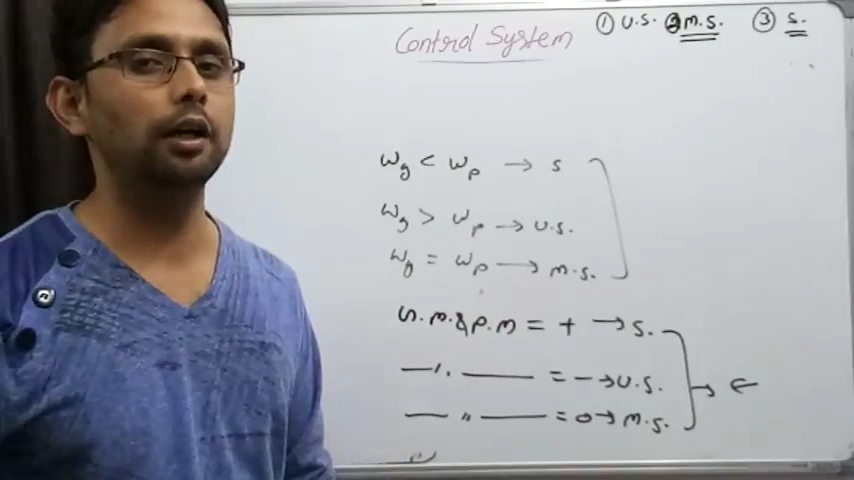 Control System
① U.S. ② M.S. ③ S.
ωg < ωp → S
ωg > ωp → U.S.
ωg = ωp → M.S.
G.M & P.M = + → S.
—〃. —— = - → U.S.
—〃 —— = 0 → M.S.